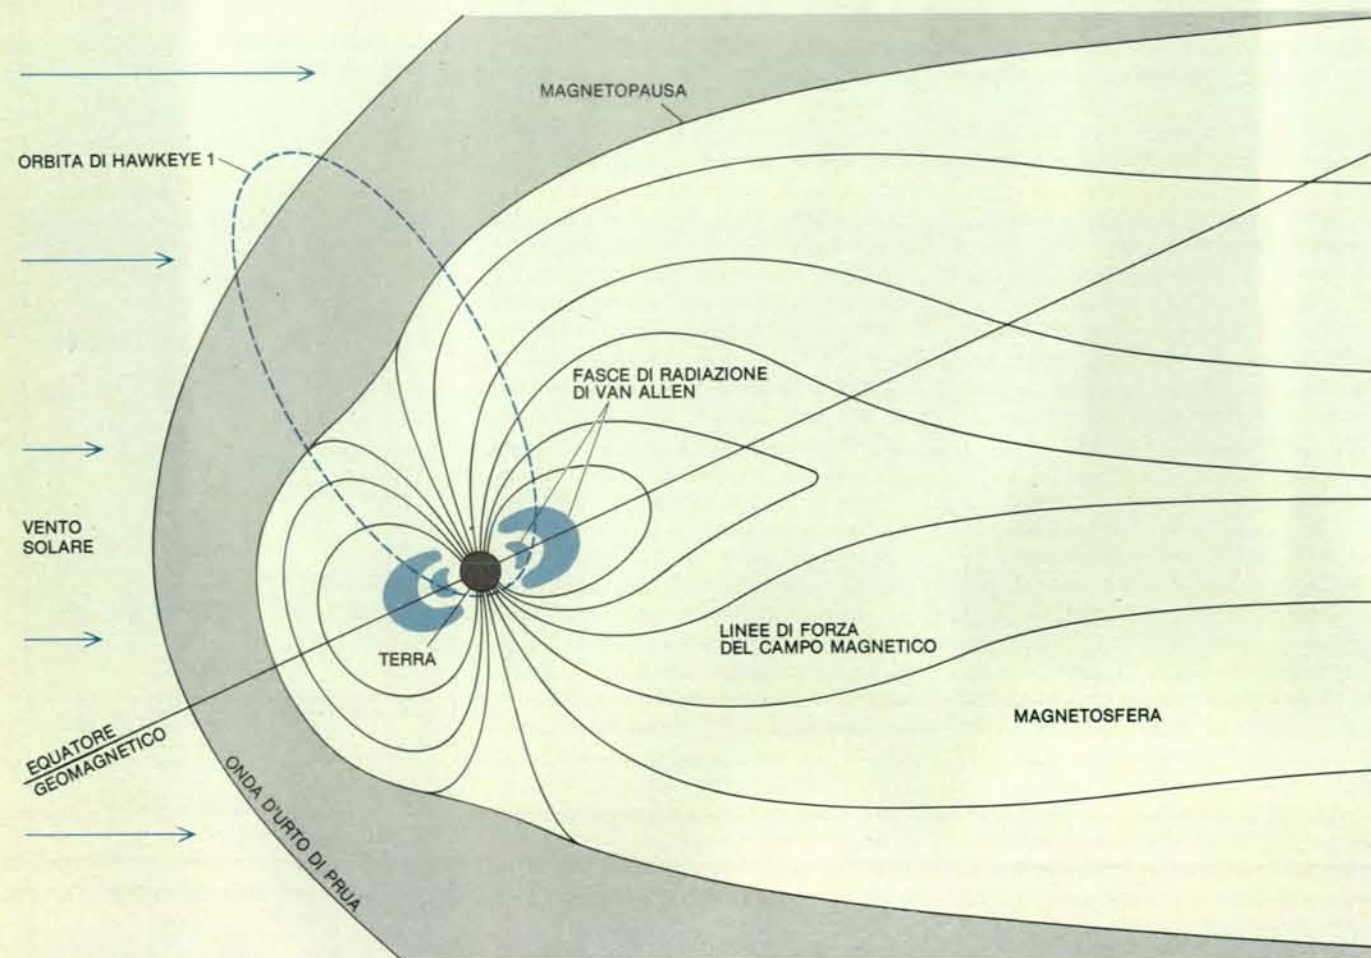 MAGNETOPAUSA
ORBITA DI HAWKEYE 1
FASCE DI RADIAZIONE
DI VAN ALLEN
VENTO
SOLARE
LINEE DI FORZA
DEL CAMPO MAGNETICO
TERRA
MAGNETOSFERA
EQUATORE
GEOMAGNETICO
ONDA D'URTO DI PRUA